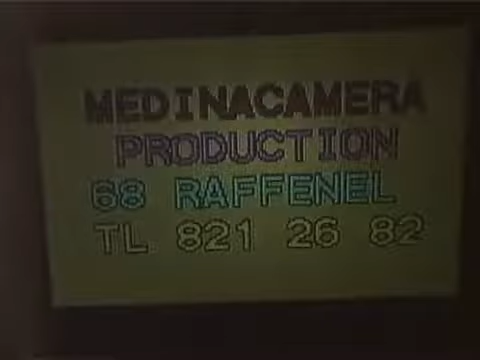 MEDINACAMERA
PRODUCTION
68 RAFFENEL
TL 821 26 82